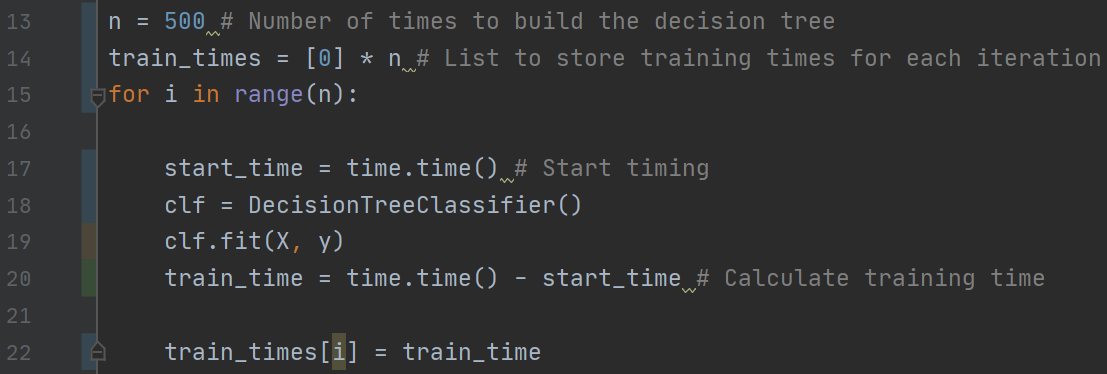 13 n = 500 # Number of times to build the decision tree
14 train_times = [0] * n # List to store training times for each iteration
15 for i in range(n):
16
17     start_time = time.time() # Start timing
18     clf = DecisionTreeClassifier()
19     clf.fit(X, y)
20     train_time = time.time() - start_time # Calculate training time
21
22     train_times[i] = train_time